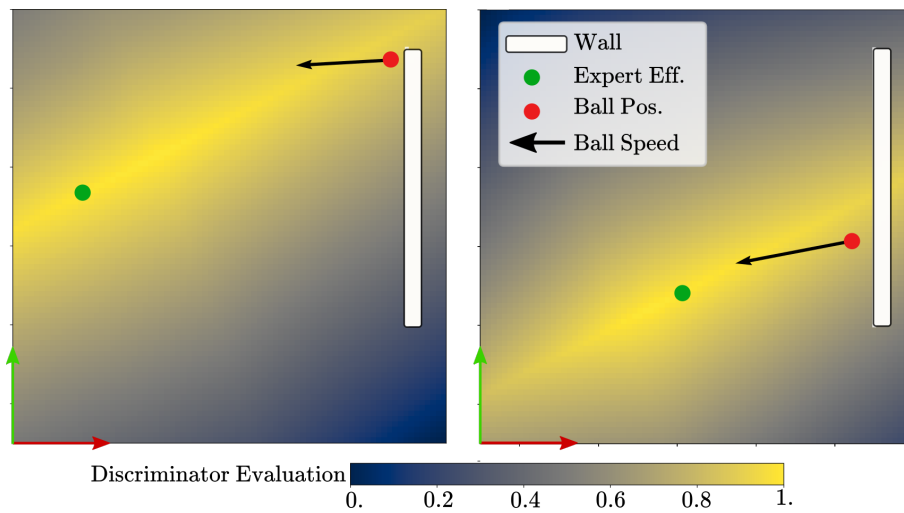 Wall
Expert Eff.
Ball Pos.
Ball Speed
Discriminator Evaluation
0. 0.2 0.4 0.6 0.8 1.